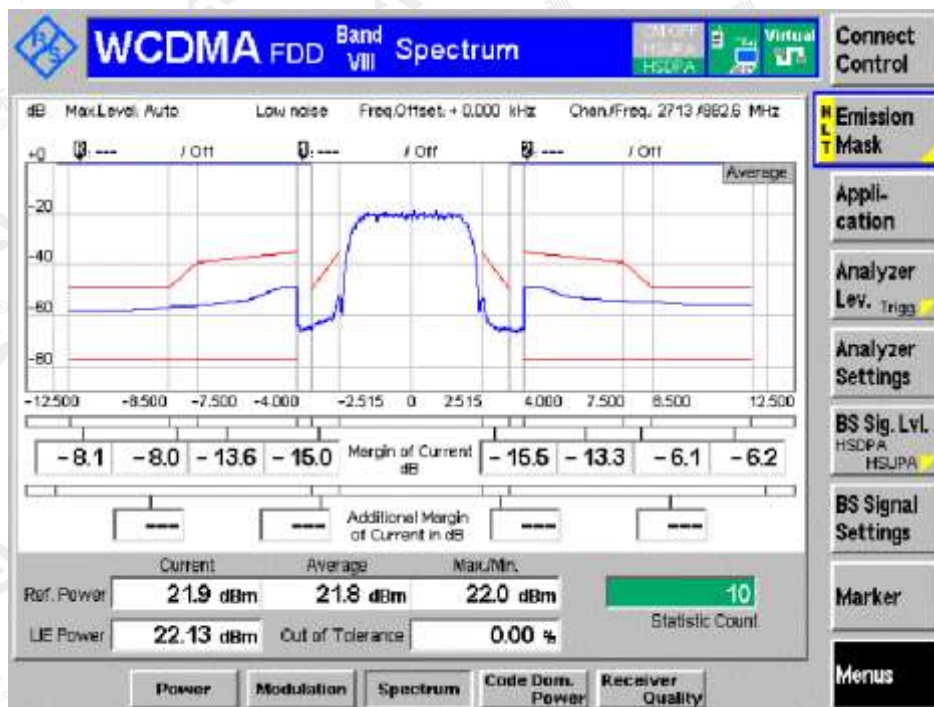 WCDMA FDD Band VIII Spectrum
HSUPA
HSDPA
Virtual
Connect Control
dB Max.Level: Auto Low noise Freq.Offset: + 0.000 kHz Chan./Freq.: 2713 /882.6 MHz
+0 --- / Off 1: --- / Off 2: --- / Off
Average
-20
-40
-60
-80
-12.500 -8.500 -7.500 -4.000 -2.515 0 2.515 4.000 7.500 8.500 12.500
-8.1 -8.0 -13.6 -15.0 Margin of Current dB -15.6 -13.3 -6.1 -6.2
--- --- Additional Margin of Current in dB --- ---
Current Average Max./Min.
Ref. Power 21.9 dBm 21.8 dBm 22.0 dBm 10
Statistic Count
UE Power 22.13 dBm Out of Tolerance 0.00 %
Power Modulation Spectrum Code Dom. Power Receiver Quality
HLT
Emission Mask
Appli-
cation
Analyzer
Lev. Trigg.
Analyzer
Settings
BS Sig. Lvl.
HSDPA
HSUPA
BS Signal
Settings
Marker
Menus